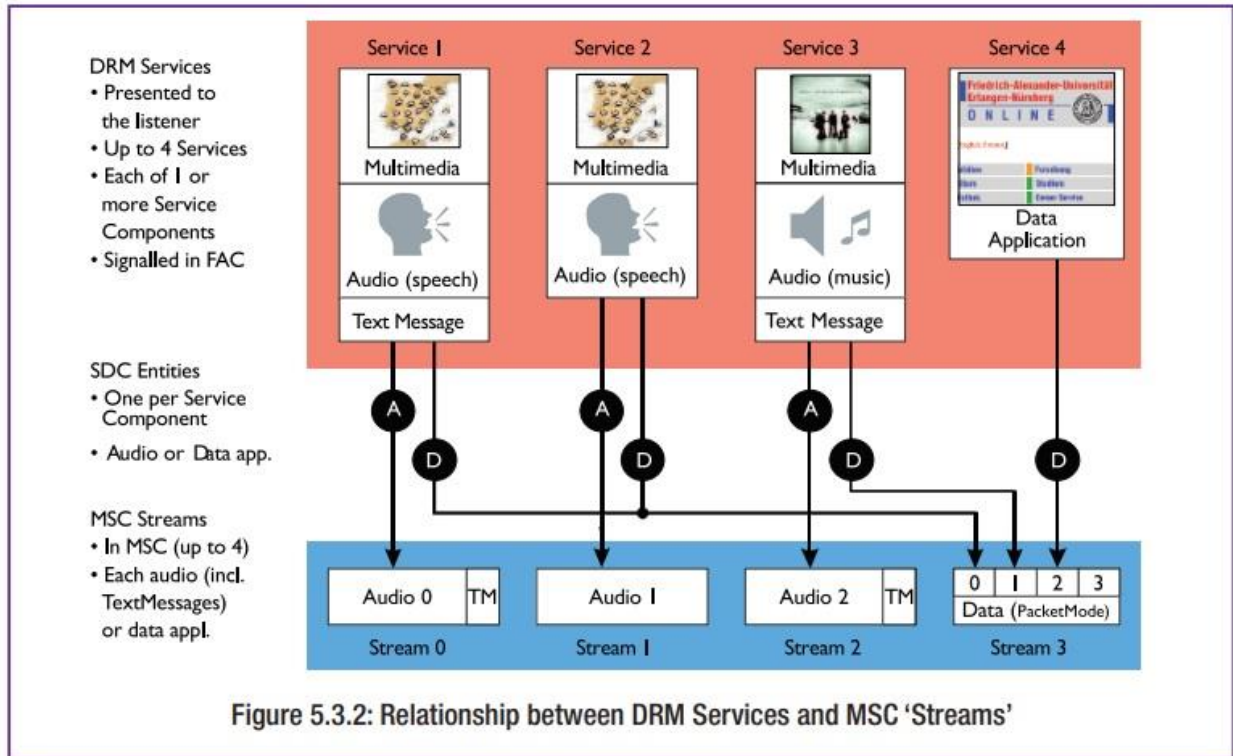 DRM Services
• Presented to
the listener
• Up to 4 Services
• Each of 1 or
more Service
Components
• Signalled in FAC
SDC Entities
• One per Service
Component
• Audio or Data app.
MSC Streams
• In MSC (up to 4)
• Each audio (incl.
TextMessages)
or data appl.
Service 1
Multimedia
Audio (speech)
Text Message
Service 2
Multimedia
Audio (speech)
Service 3
Multimedia
Audio (music)
Text Message
Service 4
Friedrich-Alexander-Universität
Erlangen-Nürnberg
ONLINE
Forschung
Studium
Data
Application
A
D
A
D
A
D
D
Audio 0 TM
Stream 0
Audio 1
Stream 1
Audio 2 TM
Stream 2
0 1 2 3
Data (PacketMode)
Stream 3
Figure 5.3.2: Relationship between DRM Services and MSC ‘Streams’